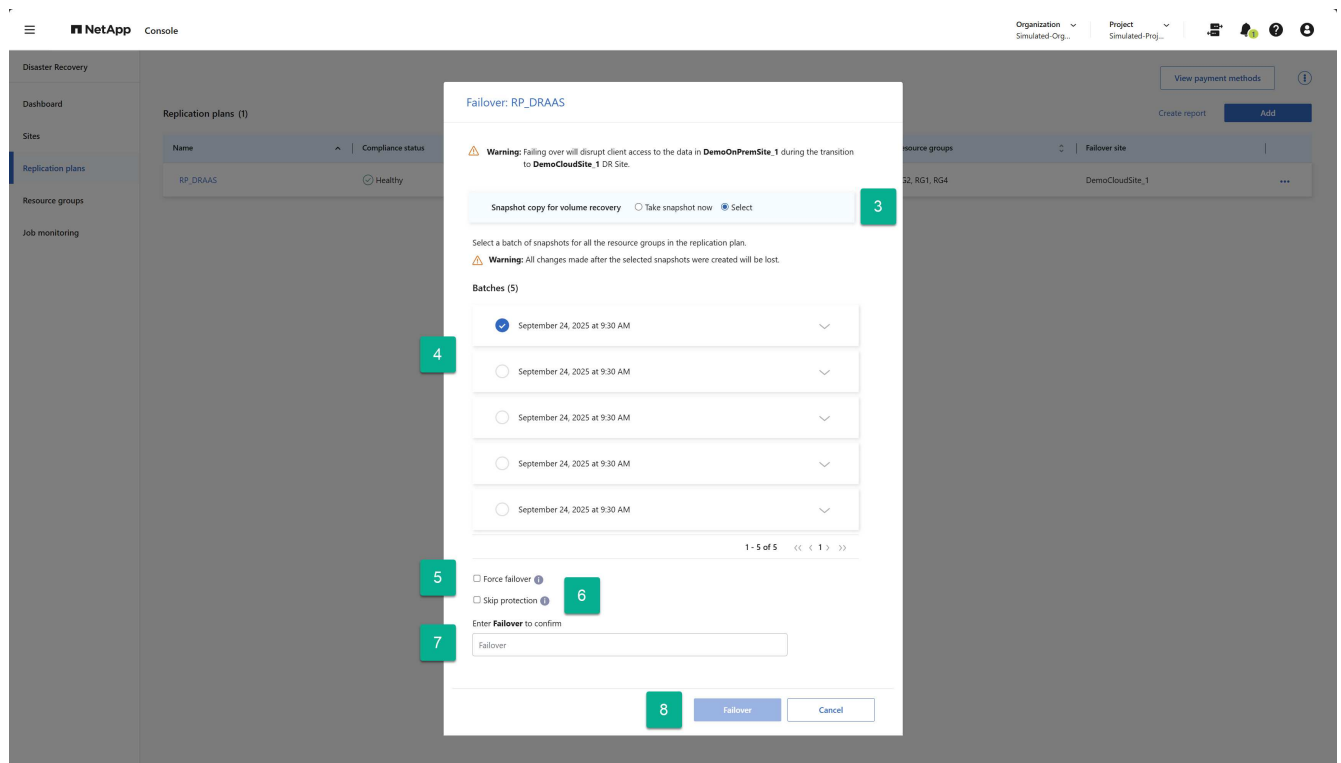 NetApp Console
Organization
Simulated-Org...
Project
Simulated-Proj...
1
Disaster Recovery
Dashboard
Sites
Replication plans
Resource groups
Job monitoring
View payment methods
Replication plans (1)
Create report
Add
Name
Compliance status
Failover site
RP_DRAAS
Healthy
RG1, RG4
DemoCloudSite_1
Failover: RP_DRAAS
Warning: Failing over will disrupt client access to the data in DemoOnPremSite_1 during the transition
to DemoCloudSite_1 DR Site.
Snapshot copy for volume recovery Take snapshot now Select
3
Select a batch of snapshots for all the resource groups in the replication plan.
Warning: All changes made after the selected snapshots were created will be lost.
Batches (5)
September 24, 2025 at 9:30 AM
4
September 24, 2025 at 9:30 AM
September 24, 2025 at 9:30 AM
September 24, 2025 at 9:30 AM
September 24, 2025 at 9:30 AM
1 - 5 of 5 << < 1 > >>
5
Force failover
Skip protection
6
Enter Failover to confirm
7
Failover
8
Failover
Cancel